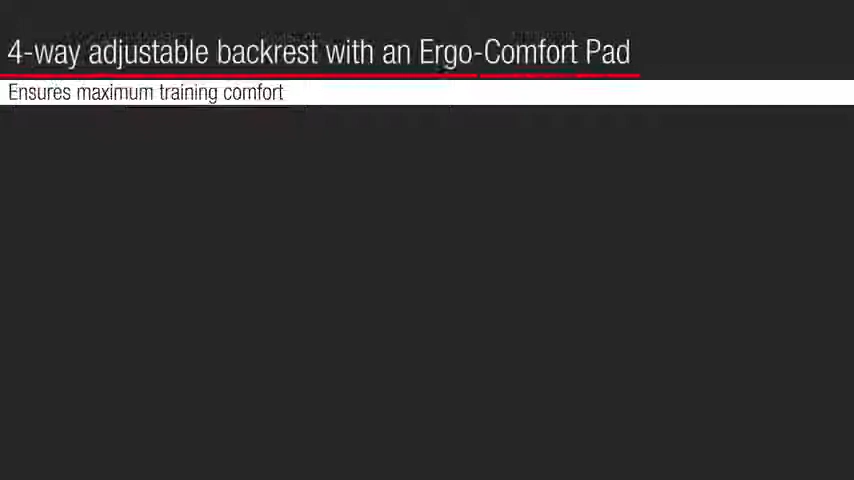 4-way adjustable backrest with an Ergo-Comfort Pad
Ensures maximum training comfort